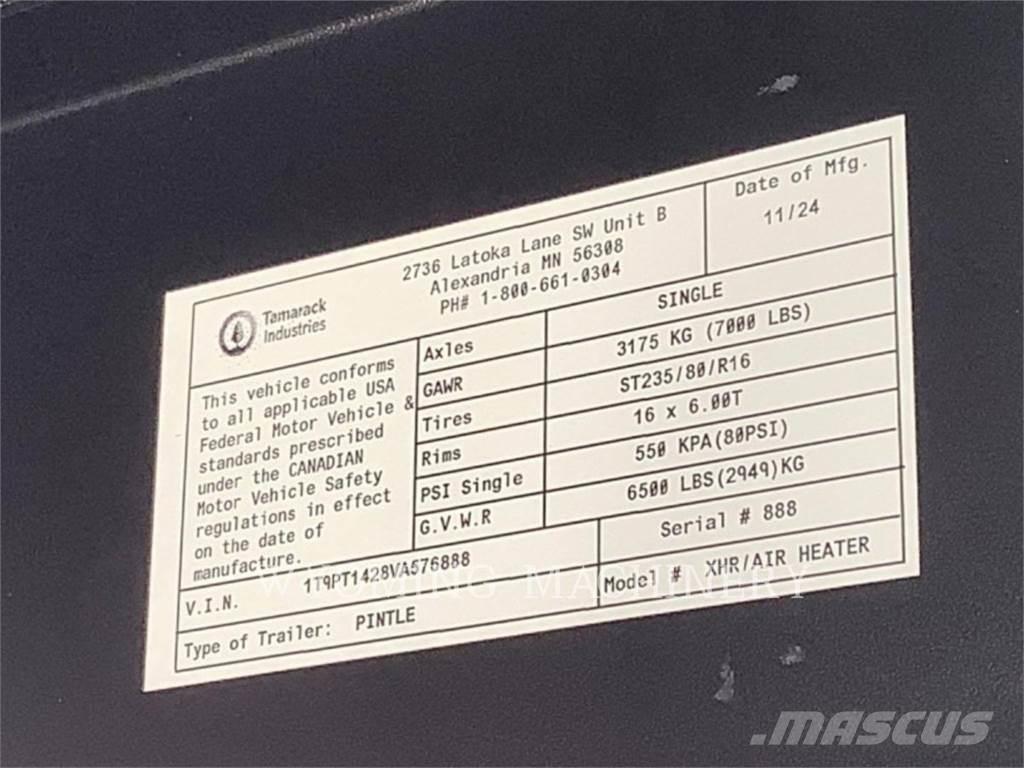 Tamarack
Industries
2736 Latoka Lane SW Unit B
Alexandria MN 56308
PH# 1-800-661-0304
Date of Mfg.
11/24
This vehicle conforms
to all applicable USA
Federal Motor Vehicle &
standards prescribed
under the CANADIAN
Motor Vehicle Safety
regulations in effect
on the date of
manufacture.
Axles SINGLE
GAWR 3175 KG (7000 LBS)
Tires ST235/80/R16
Rims 16 x 6.00T
PSI Single 550 KPA(80PSI)
G.V.W.R 6500 LBS(2949)KG
V.I.N. 1T9PT1428VA576888
Serial # 888
Type of Trailer: PINTLE
Model # XHR/AIR HEATER
WYOMING MACHINERY
MASCUS